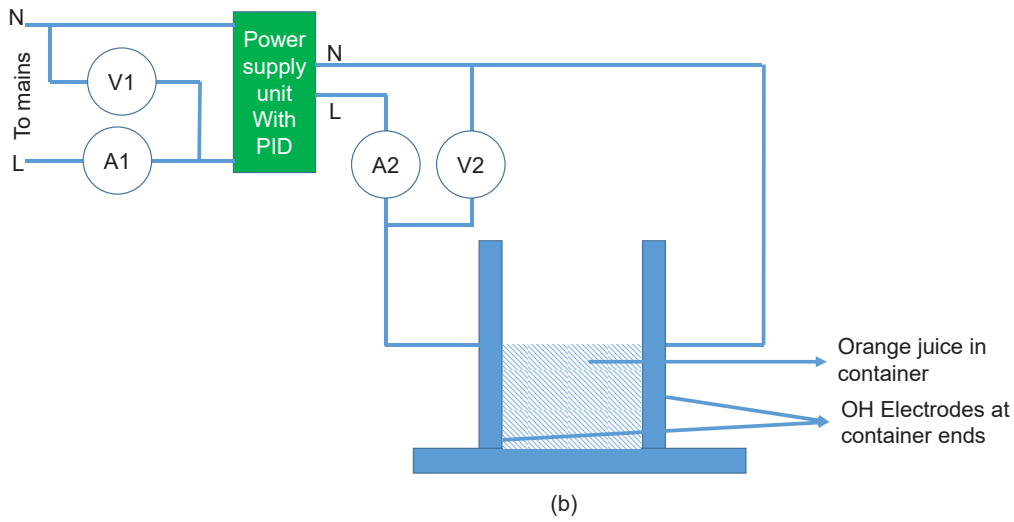 N
To mains
V1
L
A1
Power
supply
unit
With
PID
N
L
A2
V2
Orange juice in
container
OH Electrodes at
container ends
(b)